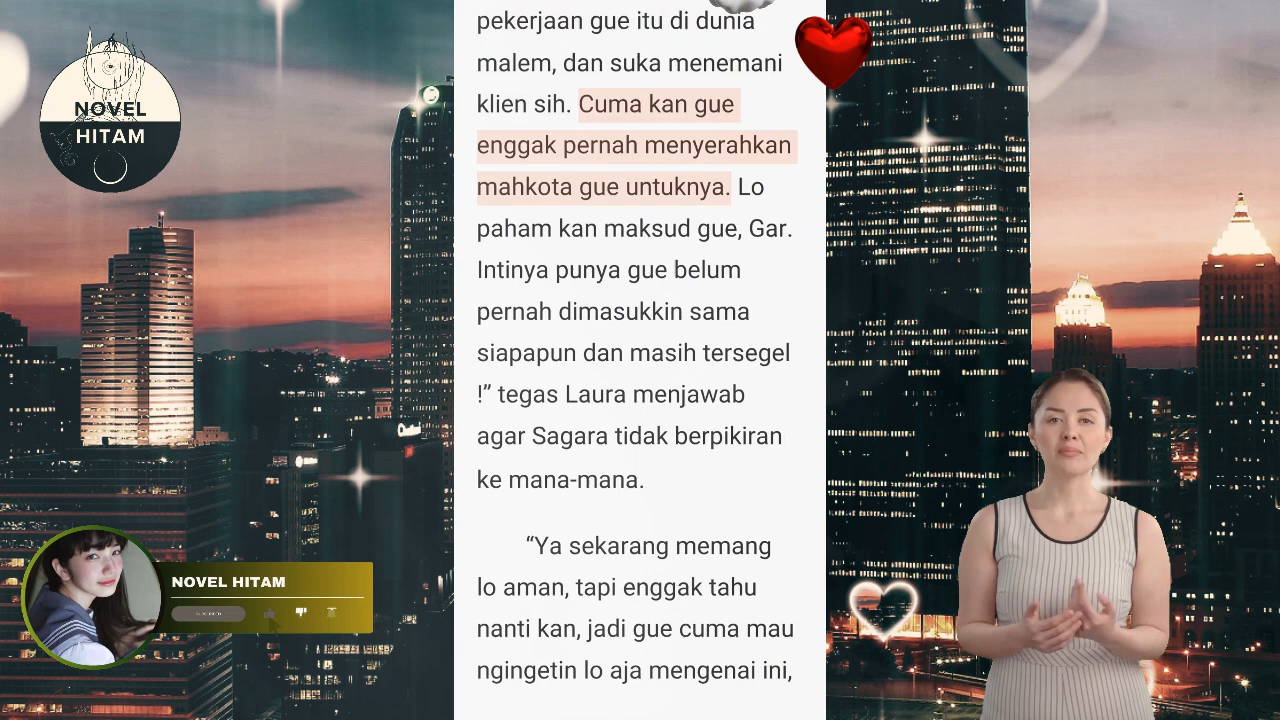 NOVEL
HITAM
pekerjaan gue itu di dunia
malem, dan suka menemani
klien sih. Cuma kan gue
enggak pernah menyerahkan
mahkota gue untuknya. Lo
paham kan maksud gue, Gar.
Intinya punya gue belum
pernah dimasukkin sama
siapapun dan masih tersegel
!” tegas Laura menjawab
agar Sagara tidak berpikiran
ke mana-mana.
“Ya sekarang memang
lo aman, tapi enggak tahu
nanti kan, jadi gue cuma mau
ngingetin lo aja mengenai ini,
NOVEL HITAM